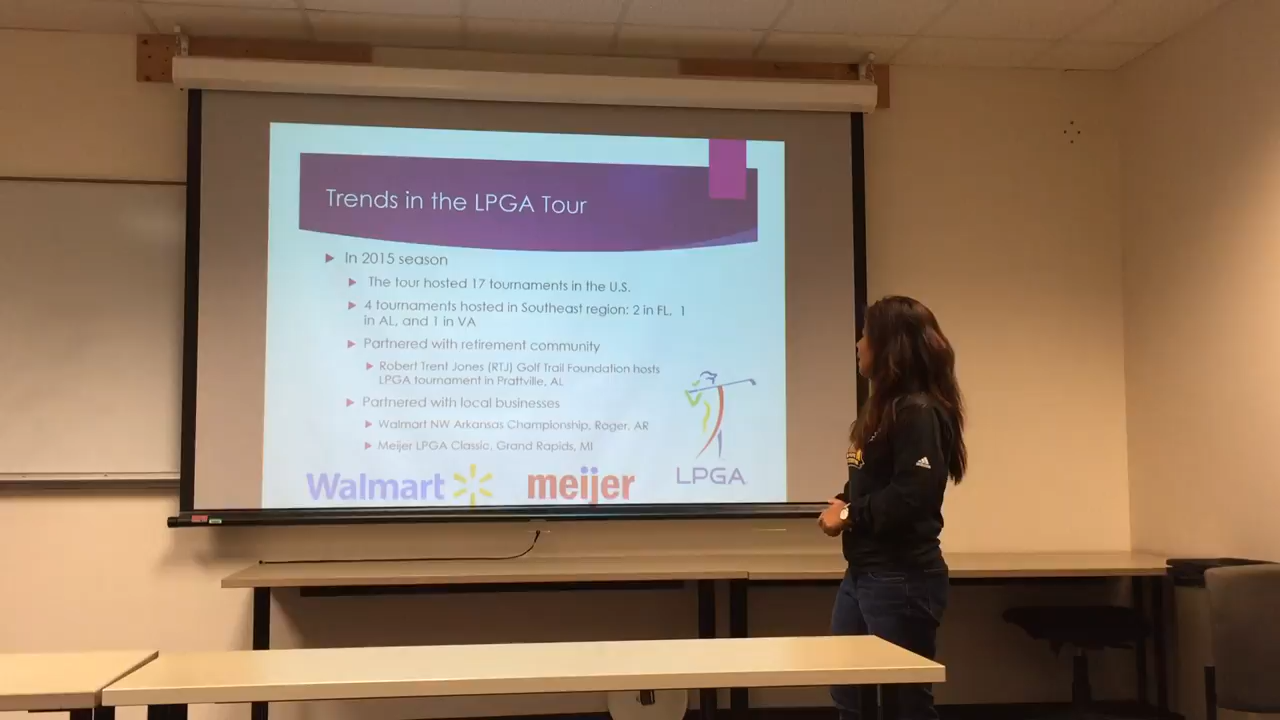 Trends in the LPGA Tour
In 2015 season
The tour hosted 17 tournaments in the U.S.
4 tournaments hosted in Southeast region: 2 in FL, 1
in AL, and 1 in VA
Partnered with retirement community
Robert Trent Jones (RTJ) Golf Trail Foundation hosts
LPGA tournament in Prattville, AL
Partnered with local businesses
Walmart NW Arkansas Championship, Roger, AR
Meijer LPGA Classic, Grand Rapids, MI
Walmart
meijer
LPGA